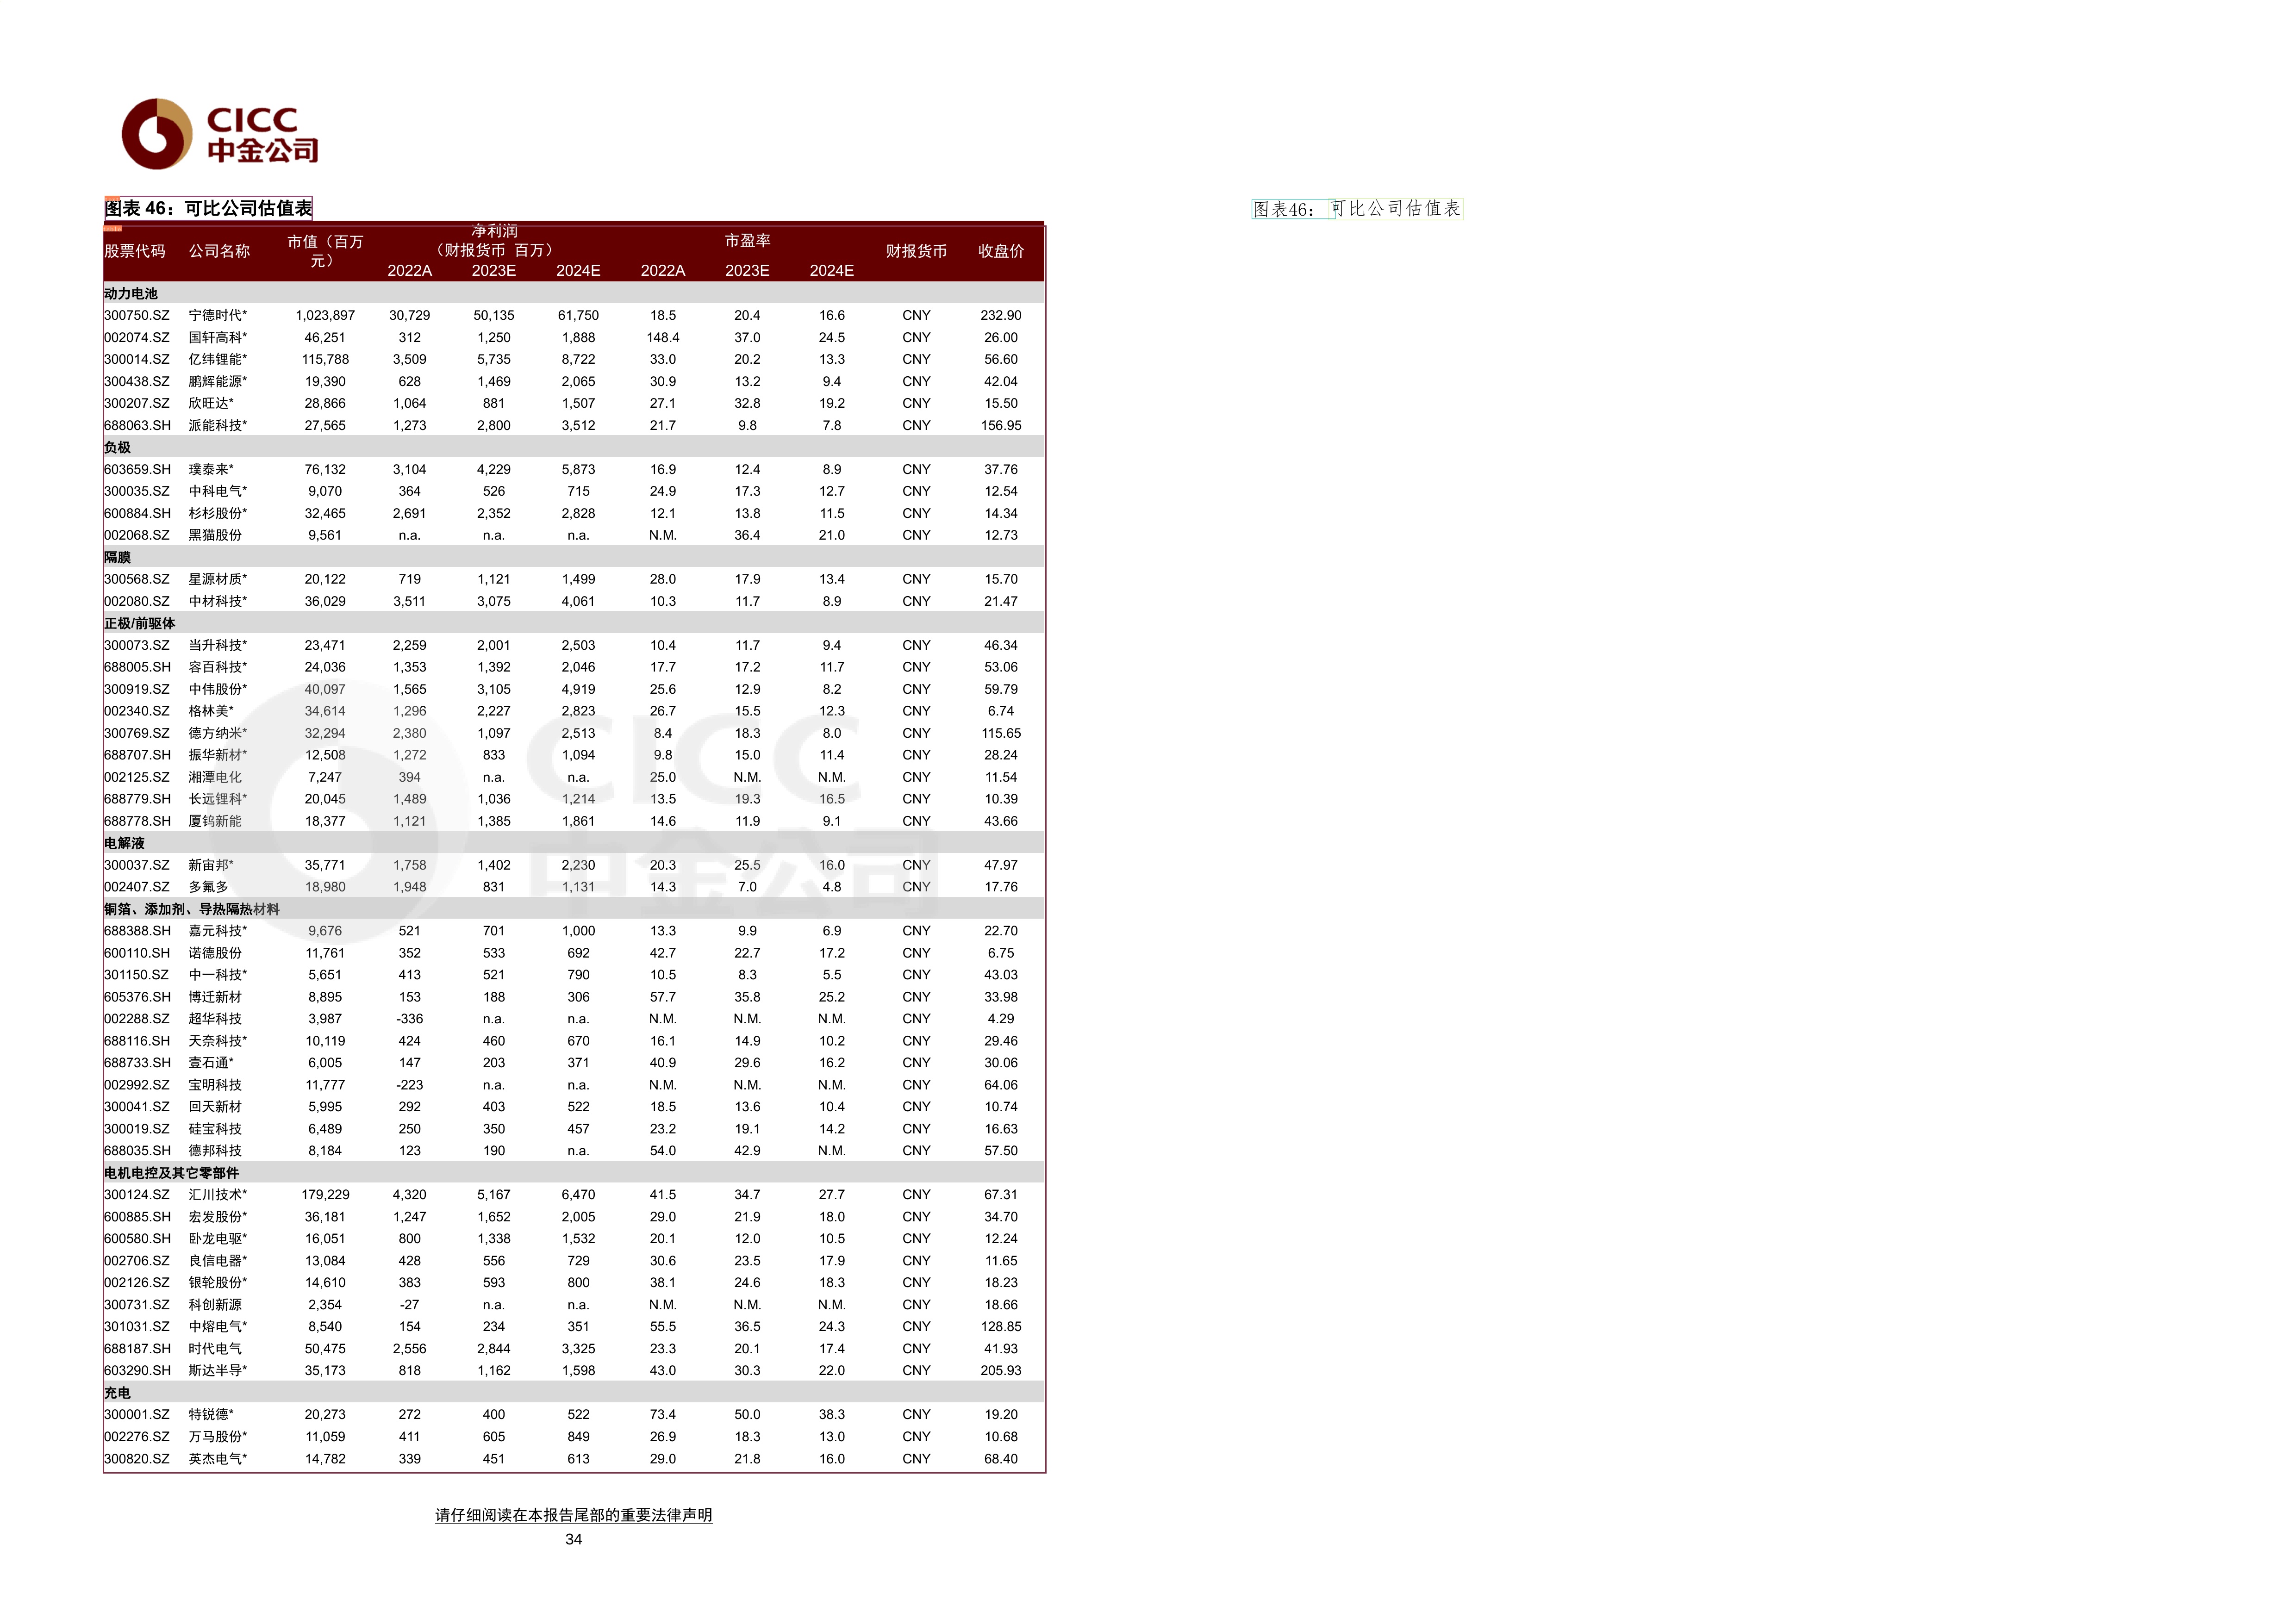 CICC
中金公司
图表 46：可比公司估值表
图表46： 可比公司估值表
净利润
市值（百万 （财报货币 百万） 市盈率
股票代码 公司名称 元） 财报货币 收盘价
2022A 2023E 2024E 2022A 2023E 2024E
动力电池
300750.SZ 宁德时代* 1,023,897 30,729 50,135 61,750 18.5 20.4 16.6 CNY 232.90
002074.SZ 国轩高科* 46,251 312 1,250 1,888 148.4 37.0 24.5 CNY 26.00
300014.SZ 亿纬锂能* 115,788 3,509 5,735 8,722 33.0 20.2 13.3 CNY 56.60
300438.SZ 鹏辉能源* 19,390 628 1,469 2,065 30.9 13.2 9.4 CNY 42.04
300207.SZ 欣旺达* 28,866 1,064 881 1,507 27.1 32.8 19.2 CNY 15.50
688063.SH 派能科技* 27,565 1,273 2,800 3,512 21.7 9.8 7.8 CNY 156.95
负极
603659.SH 璞泰来* 76,132 3,104 4,229 5,873 16.9 12.4 8.9 CNY 37.76
300035.SZ 中科电气* 9,070 364 526 715 24.9 17.3 12.7 CNY 12.54
600884.SH 杉杉股份* 32,465 2,691 2,352 2,828 12.1 13.8 11.5 CNY 14.34
002068.SZ 黑猫股份 9,561 n.a. n.a. n.a. N.M. 36.4 21.0 CNY 12.73
隔膜
300568.SZ 星源材质* 20,122 719 1,121 1,499 28.0 17.9 13.4 CNY 15.70
002080.SZ 中材科技* 36,029 3,511 3,075 4,061 10.3 11.7 8.9 CNY 21.47
正极/前驱体
300073.SZ 当升科技* 23,471 2,259 2,001 2,503 10.4 11.7 9.4 CNY 46.34
688005.SH 容百科技* 24,036 1,353 1,392 2,046 17.7 17.2 11.7 CNY 53.06
300919.SZ 中伟股份* 40,097 1,565 3,105 4,919 25.6 12.9 8.2 CNY 59.79
002340.SZ 格林美* 34,614 1,296 2,227 2,823 26.7 15.5 12.3 CNY 6.74
300769.SZ 德方纳米* 32,294 2,380 1,097 2,513 8.4 18.3 8.0 CNY 115.65
688707.SH 振华新材* 12,508 1,272 833 1,094 9.8 15.0 11.4 CNY 28.24
002125.SZ 湘潭电化 7,247 394 n.a. n.a. 25.0 N.M. N.M. CNY 11.54
688779.SH 长远锂科* 20,045 1,489 1,036 1,214 13.5 19.3 16.5 CNY 10.39
688778.SH 厦钨新能 18,377 1,121 1,385 1,861 14.6 11.9 9.1 CNY 43.66
电解液
300037.SZ 新宙邦* 35,771 1,758 1,402 2,230 20.3 25.5 16.0 CNY 47.97
002407.SZ 多氟多 18,980 1,948 831 1,131 14.3 7.0 4.8 CNY 17.76
铜箔、添加剂、导热隔热材料
688388.SH 嘉元科技* 9,676 521 701 1,000 13.3 9.9 6.9 CNY 22.70
600110.SH 诺德股份 11,761 352 533 692 42.7 22.7 17.2 CNY 6.75
301150.SZ 中一科技* 5,651 413 521 790 10.5 8.3 5.5 CNY 43.03
605376.SH 博迁新材 8,895 153 188 306 57.7 35.8 25.2 CNY 33.98
002288.SZ 超华科技 3,987 -336 n.a. n.a. N.M. N.M. N.M. CNY 4.29
688116.SH 天奈科技* 10,119 424 460 670 16.1 14.9 10.2 CNY 29.46
688733.SH 壹石通* 6,005 147 203 371 40.9 29.6 16.2 CNY 30.06
002992.SZ 宝明科技 11,777 -223 n.a. n.a. N.M. N.M. N.M. CNY 64.06
300041.SZ 回天新材 5,995 292 403 522 18.5 13.6 10.4 CNY 10.74
300019.SZ 硅宝科技 6,489 250 350 457 23.2 19.1 14.2 CNY 16.63
688035.SH 德邦科技 8,184 123 190 n.a. 54.0 42.9 N.M. CNY 57.50
电机电控及其它零部件
300124.SZ 汇川技术* 179,229 4,320 5,167 6,470 41.5 34.7 27.7 CNY 67.31
600885.SH 宏发股份* 36,181 1,247 1,652 2,005 29.0 21.9 18.0 CNY 34.70
600580.SH 卧龙电驱* 16,051 800 1,338 1,532 20.1 12.0 10.5 CNY 12.24
002706.SZ 良信电器* 13,084 428 556 729 30.6 23.5 17.9 CNY 11.65
002126.SZ 银轮股份* 14,610 383 593 800 38.1 24.6 18.3 CNY 18.23
300731.SZ 科创新源 2,354 -27 n.a. n.a. N.M. N.M. N.M. CNY 18.66
301031.SZ 中熔电气* 8,540 154 234 351 55.5 36.5 24.3 CNY 128.85
688187.SH 时代电气 50,475 2,556 2,844 3,325 23.3 20.1 17.4 CNY 41.93
603290.SH 斯达半导* 35,173 818 1,162 1,598 43.0 30.3 22.0 CNY 205.93
充电
300001.SZ 特锐德* 20,273 272 400 522 73.4 50.0 38.3 CNY 19.20
002276.SZ 万马股份* 11,059 411 605 849 26.9 18.3 13.0 CNY 10.68
300820.SZ 英杰电气* 14,782 339 451 613 29.0 21.8 16.0 CNY 68.40
CICC
中金公司
请仔细阅读在本报告尾部的重要法律声明
34